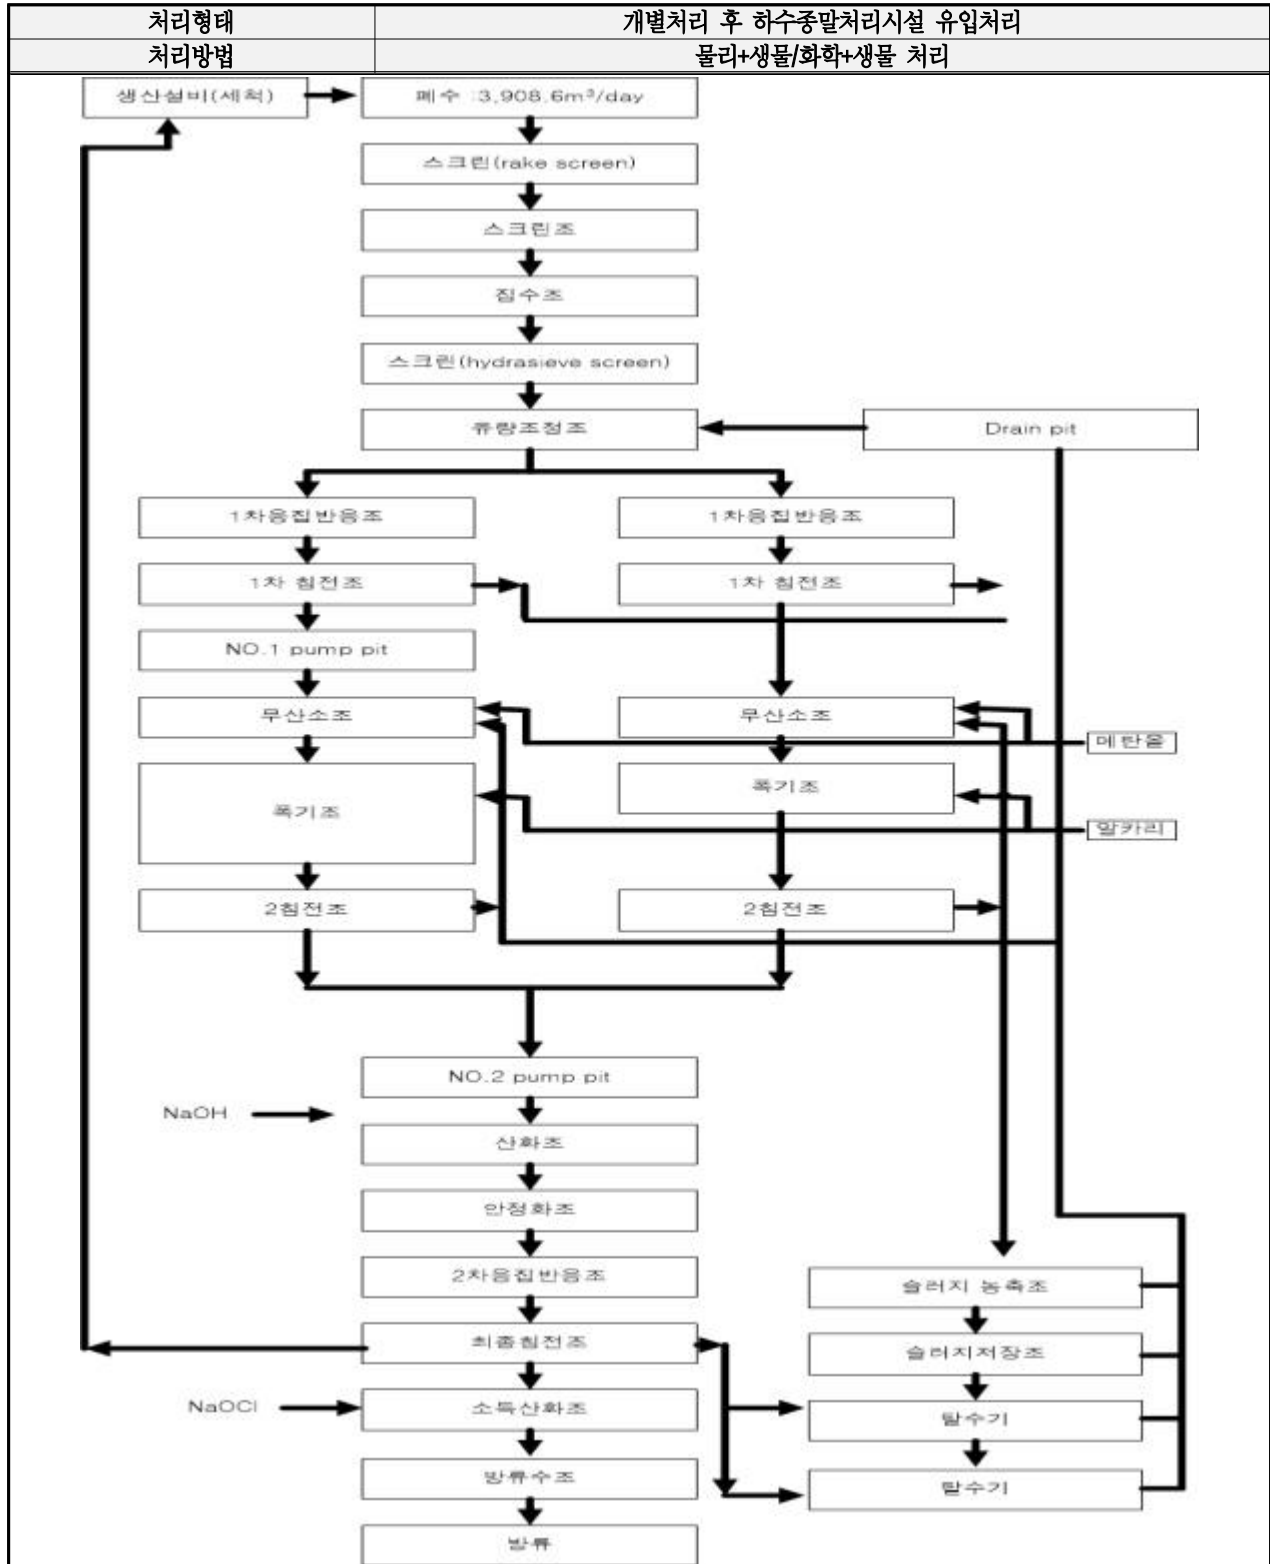 처리형태 개별처리 후 하수종말처리시설 유입처리
처리방법 물리+생물/화학+생물 처리
생산설비(세척) 폐수 :3,908.6m³/day
스크린(rake screen)
스크린조
집수조
스크린(hydrasieve screen)
유량조정조 Drain pit
1차응집반응조 1차응집반응조
1차 침전조 1차 침전조
NO.1 pump pit
무산소조 무산소조
메탄올
폭기조 폭기조
알카리
2침전조 2침전조
NO.2 pump pit
NaOH
산화조
안정화조
2차응집반응조 슬러지 농축조
최종침전조 슬러지저장조
NaOCl 소독산화조 탈수기
방류수조 탈수기
방류